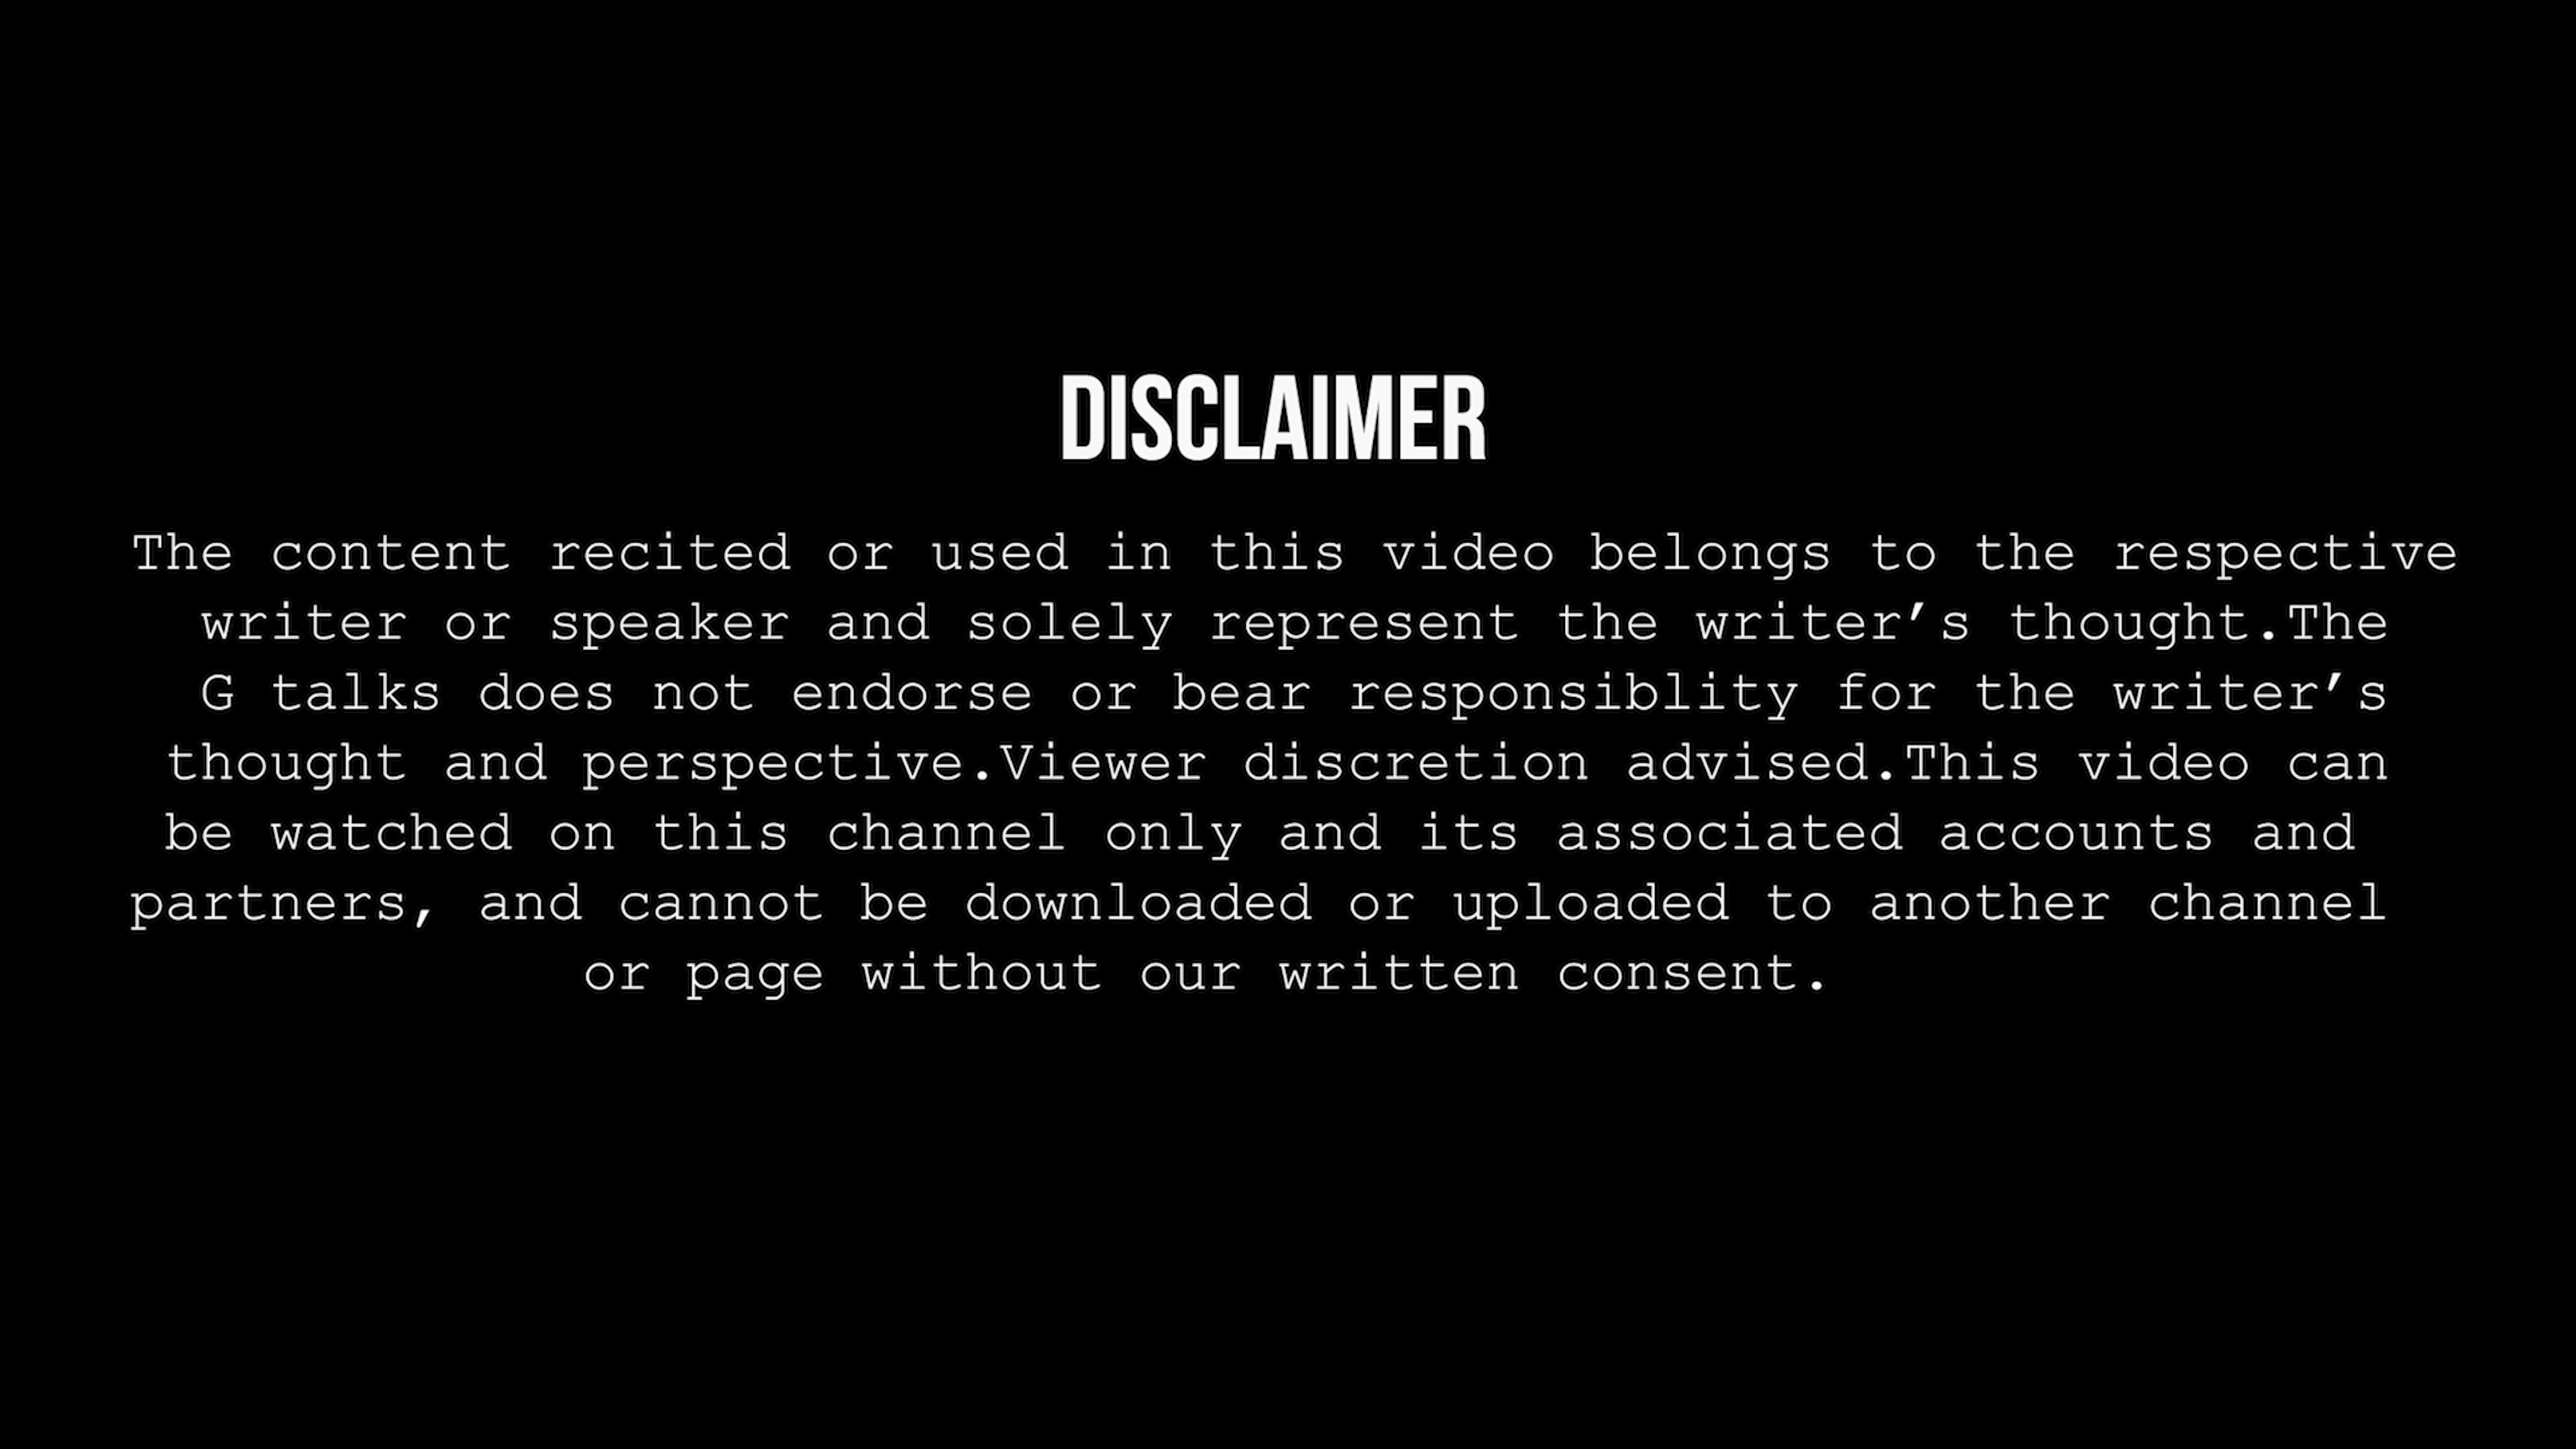 DISCLAIMER
The content recited or used in this video belongs to the respective
writer or speaker and solely represent the writer’s thought.The
G talks does not endorse or bear responsiblity for the writer’s
thought and perspective.Viewer discretion advised.This video can
be watched on this channel only and its associated accounts and
partners, and cannot be downloaded or uploaded to another channel
or page without our written consent.